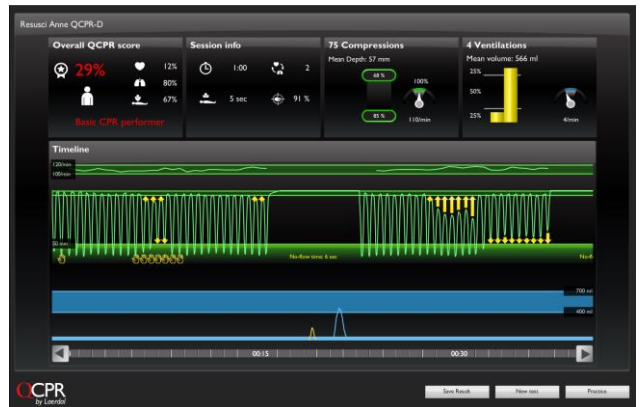 Resusci Anne QCPR-D
Overall QCPR score
29%
12%
80%
67%
Basic CPR performer
Session info
1:00
2
5 sec
91 %
75 Compressions
Mean Depth: 57 mm
68 %
100%
85 %
110/min
4 Ventilations
Mean volume: 566 ml
25%
50%
25%
4/min
Timeline
120/min
100/min
50 mm
No-flow time: 6 sec
No-fl
700 ml
400 ml
00:15
00:30
QCPR
by Laerdal
Save Result
New test
Practice